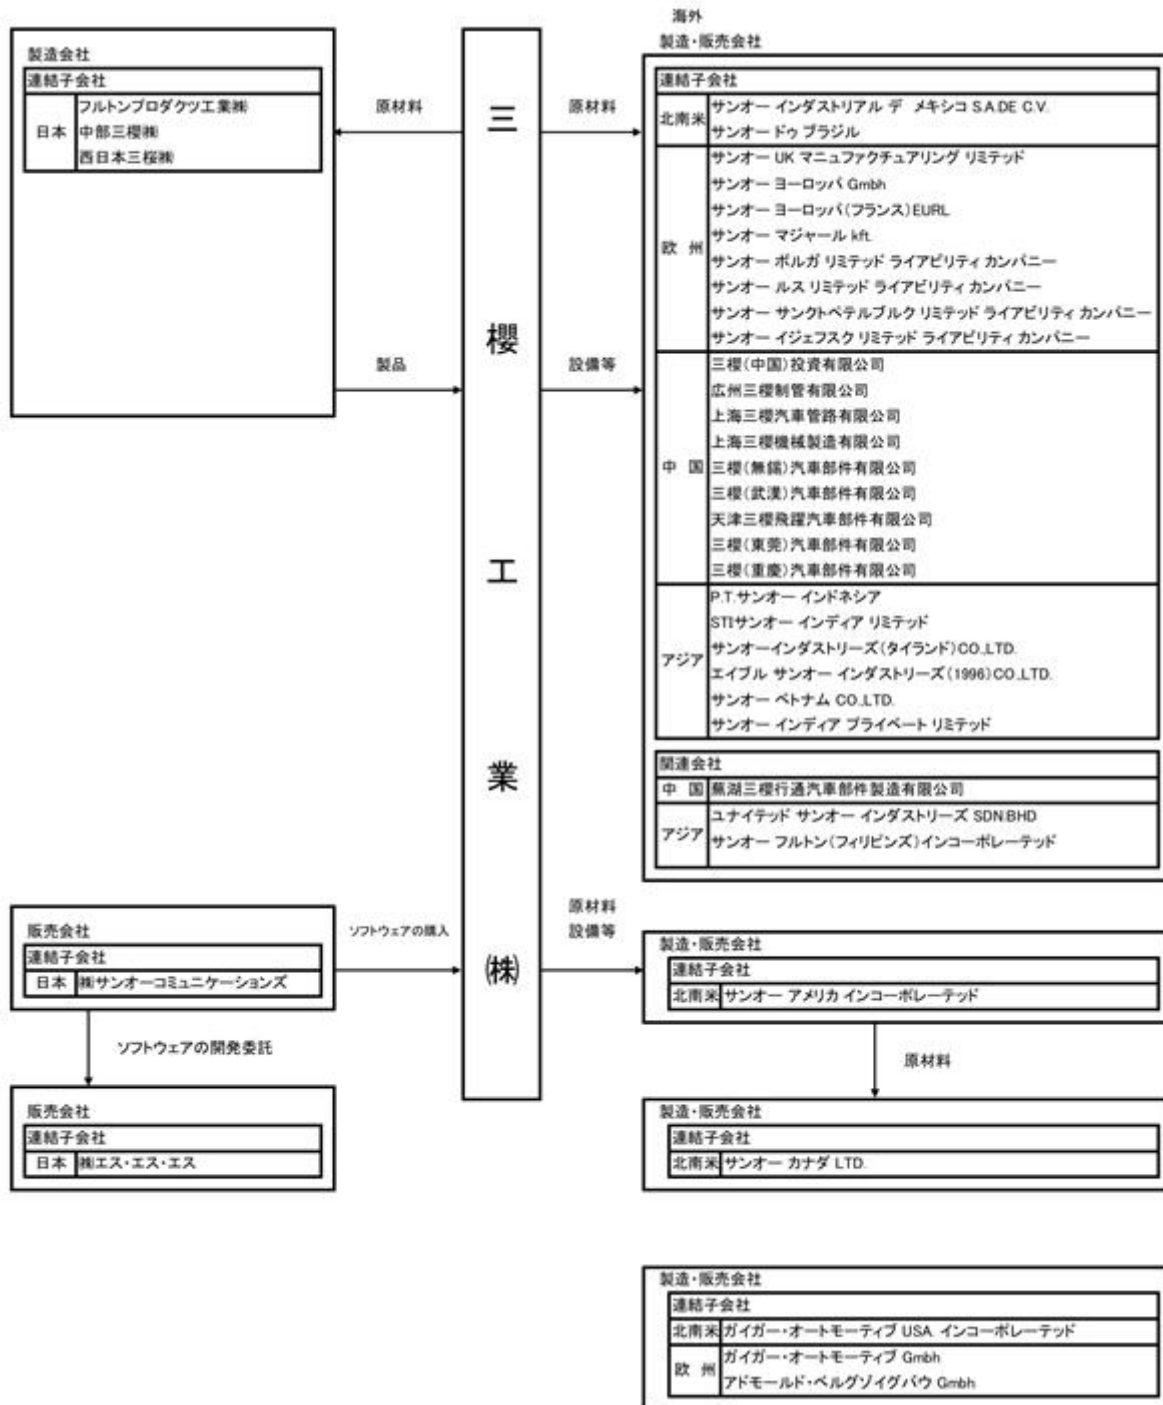 製造会社
連結子会社
日本
フルトンプロダクツ工業㈱
中部三櫻㈱
西日本三桜㈱
原材料
製品
三櫻工業㈱
原材料
設備等
海外
製造・販売会社
連結子会社
北南米
サンオー インダストリアル デ メキシコ S.A.DE C.V.
サンオー ドゥ ブラジル
欧 州
サンオー UK マニュファクチュアリング リミテッド
サンオー ヨーロッパ Gmbh
サンオー ヨーロッパ(フランス)EURL
サンオー マジャール kft.
サンオー ボルガ リミテッド ライアビリティ カンパニー
サンオー ルス リミテッド ライアビリティ カンパニー
サンオー サンクトペテルブルク リミテッド ライアビリティ カンパニー
サンオー イジェフスク リミテッド ライアビリティ カンパニー
中 国
三櫻(中国)投資有限公司
広州三櫻制管有限公司
上海三櫻汽車管路有限公司
上海三櫻機械製造有限公司
三櫻(無錫)汽車部件有限公司
三櫻(武漢)汽車部件有限公司
天津三櫻飛躍汽車部件有限公司
三櫻(東莞)汽車部件有限公司
三櫻(重慶)汽車部件有限公司
アジア
P.T.サンオー インドネシア
STIサンオー インディア リミテッド
サンオーインダストリーズ(タイランド)CO.,LTD.
エイブル サンオー インダストリーズ(1996)CO.,LTD.
サンオー ベトナム CO.,LTD.
サンオー インディア プライベート リミテッド
関連会社
中 国
蕪湖三櫻行通汽車部件製造有限公司
アジア
ユナイテッド サンオー インダストリーズ SDN.BHD
サンオー フルトン(フィリピンズ)インコーポレーテッド
販売会社
連結子会社
日本
㈱サンオーコミュニケーションズ
ソフトウェアの購入
ソフトウェアの開発委託
販売会社
連結子会社
日本
㈱エス・エス・エス
原材料
設備等
製造・販売会社
連結子会社
北南米
サンオー アメリカ インコーポレーテッド
原材料
製造・販売会社
連結子会社
北南米
サンオー カナダ LTD.
製造・販売会社
連結子会社
北南米
ガイガー・オートモーティブ USA. インコーポレーテッド
欧 州
ガイガー・オートモーティブ Gmbh
アドモールド・ベルグゾイグバウ Gmbh